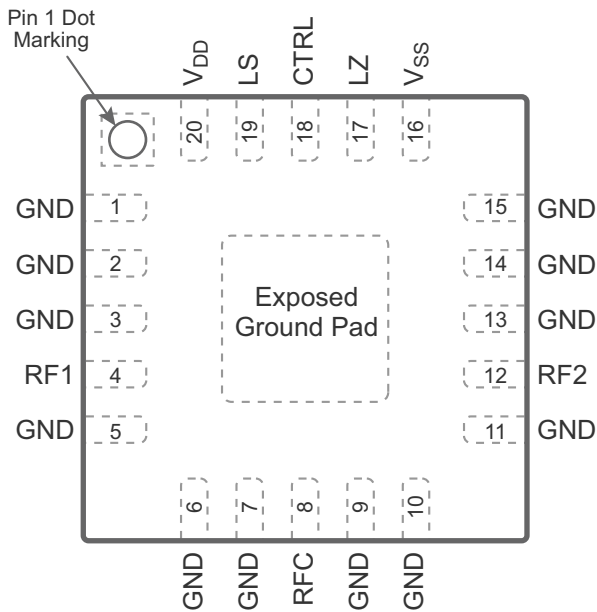 Pin 1 Dot
Marking
VDD
LS
CTRL
LZ
VSS
20
19
18
17
16
GND
1
15
GND
GND
2
14
GND
GND
3
13
GND
RF1
4
12
RF2
GND
5
11
GND
Exposed
Ground Pad
6
7
8
9
10
GND
GND
RFC
GND
GND